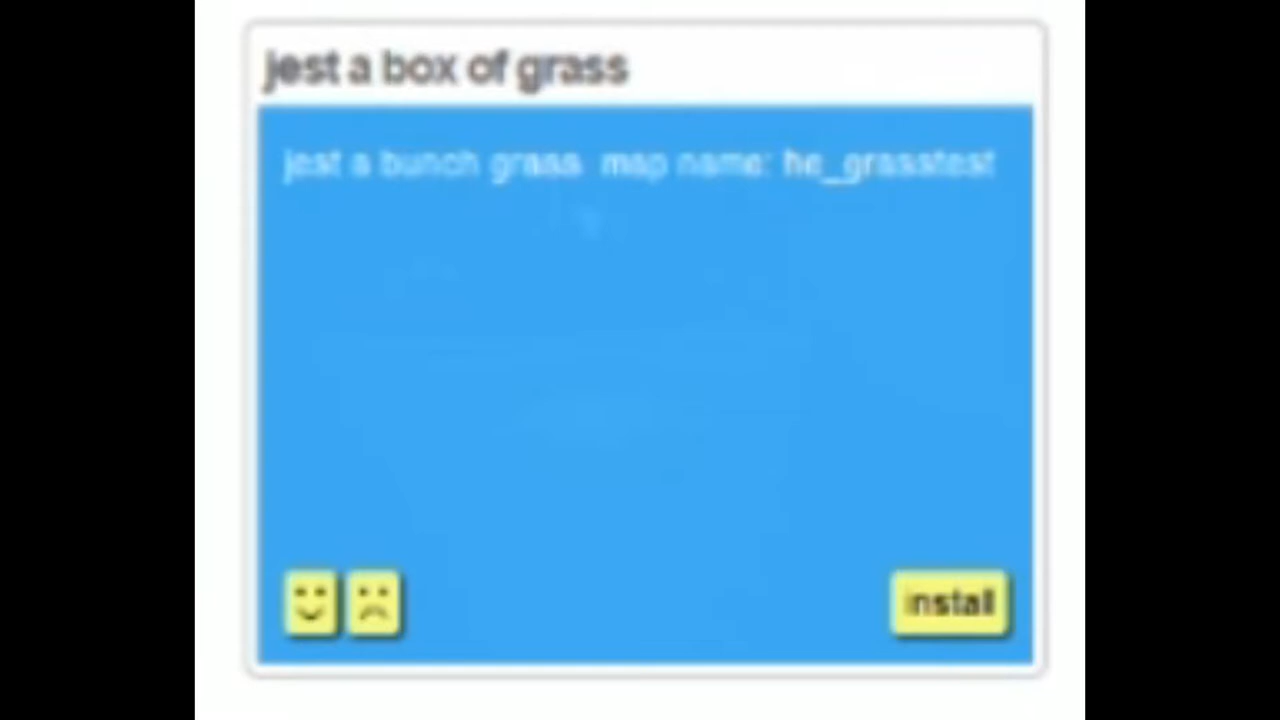 jest a box of grass
jest a bunch grass map name: he_grasstest
install